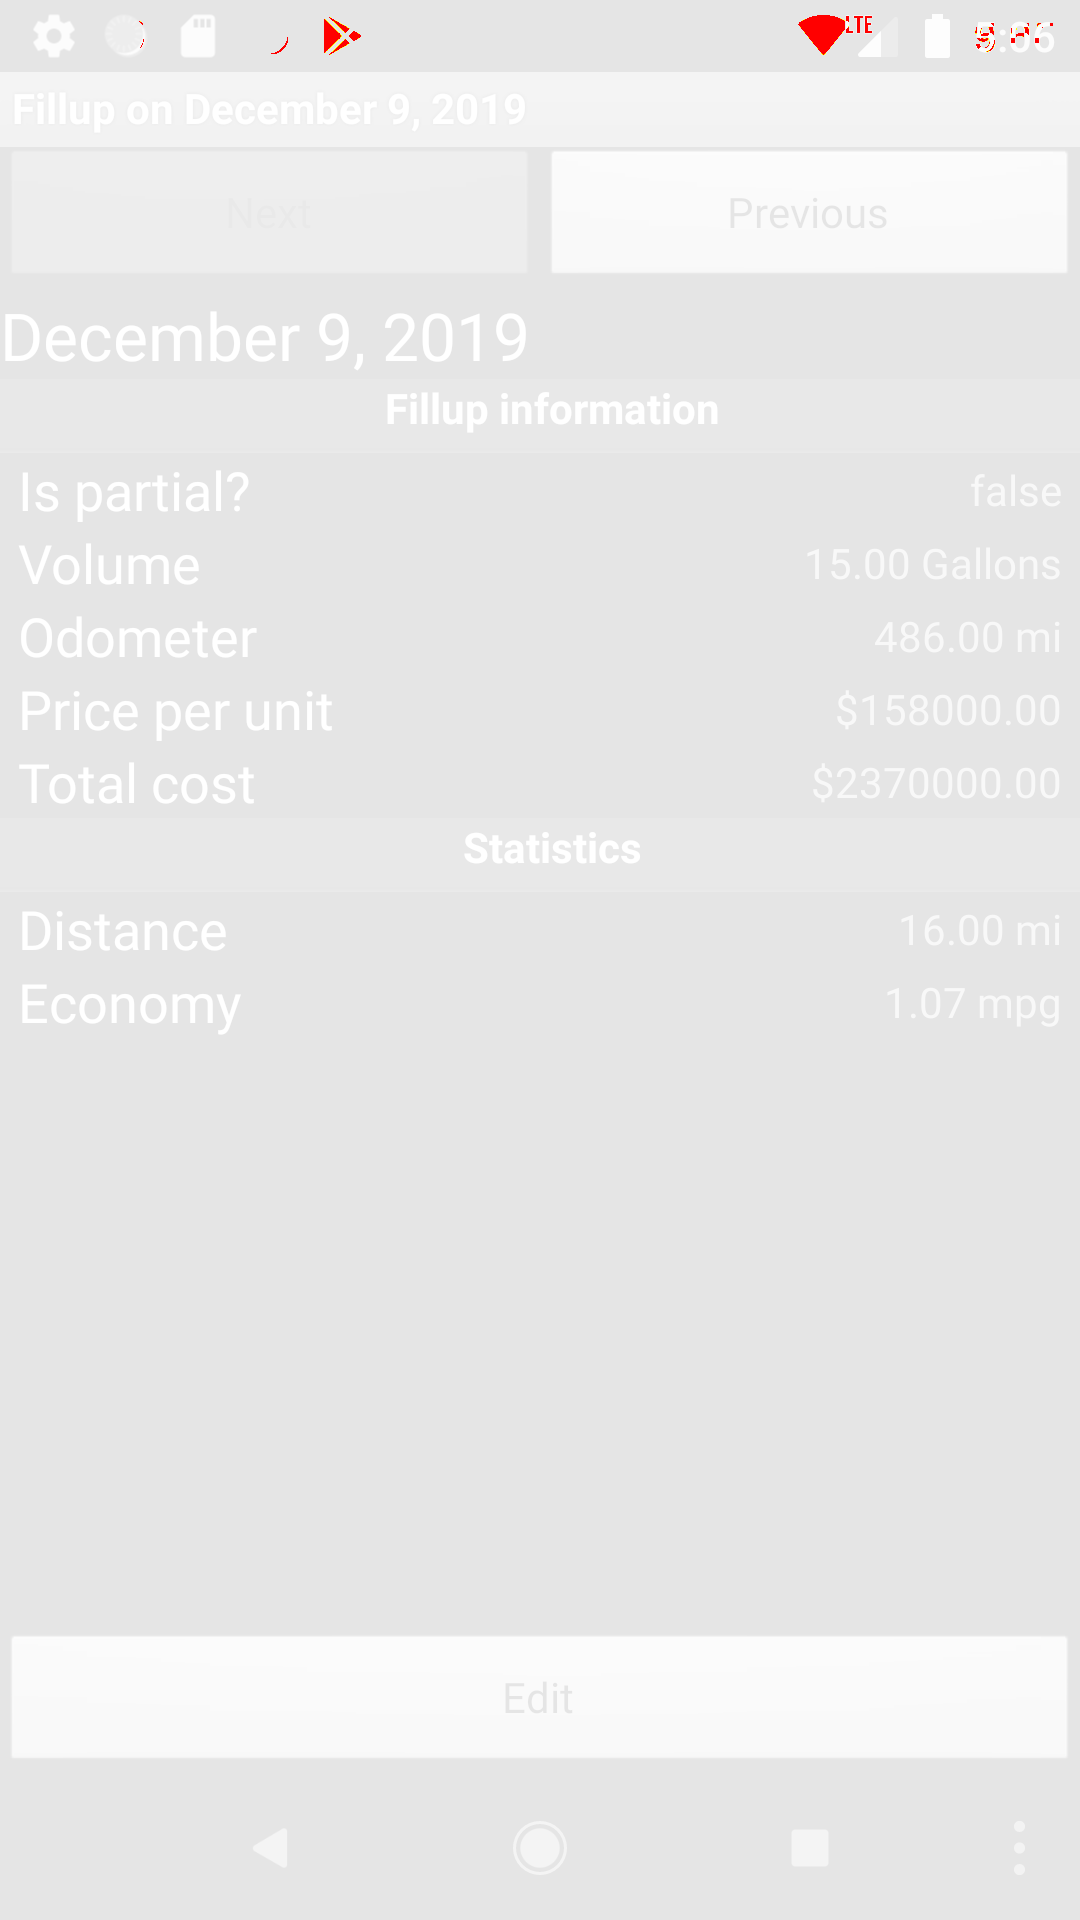 LTE
Fillup on December 9, 2019
Next Previous
December 9, 2019
Fillup information
Is partial? false
Volume 15.00 Gallons
Odometer 486.00 mi
Price per unit $158000.00
Total cost $2370000.00
Statistics
Distance 16.00 mi
Economy 1.07 mpg
Edit